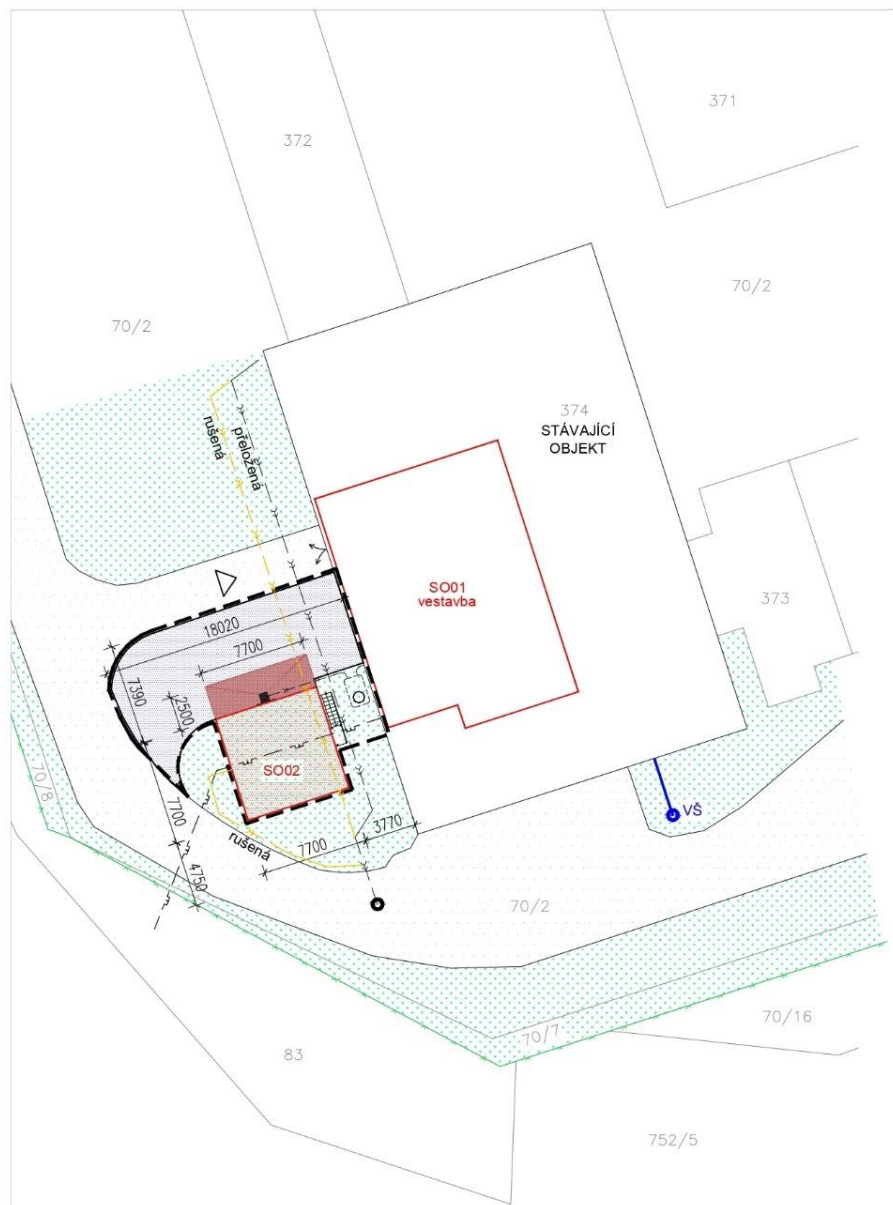 371
372
70/2
70/2
374
STÁVAJÍCÍ
OBJEKT
rušená
přeložená
SO01
vestavba
373
18020
7700
7390
2500
SO02
70/8
VŠ
7700
rušená
7700
3770
4750
70/2
70/16
70/7
83
752/5